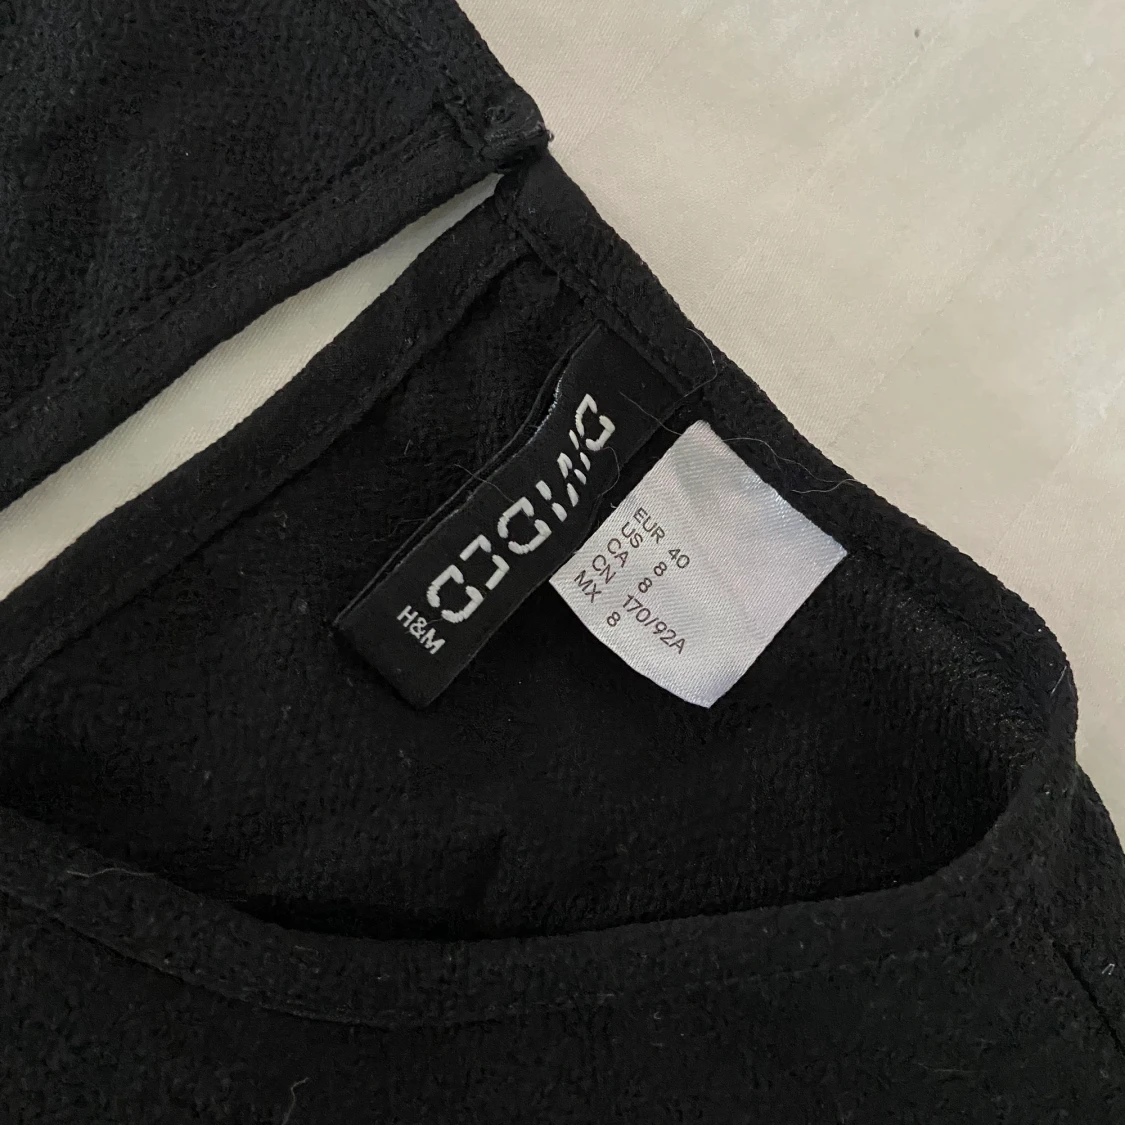 DIVIDED
H&M
EUR 40
US 8
CA 8
CN 170/92A
MX 8